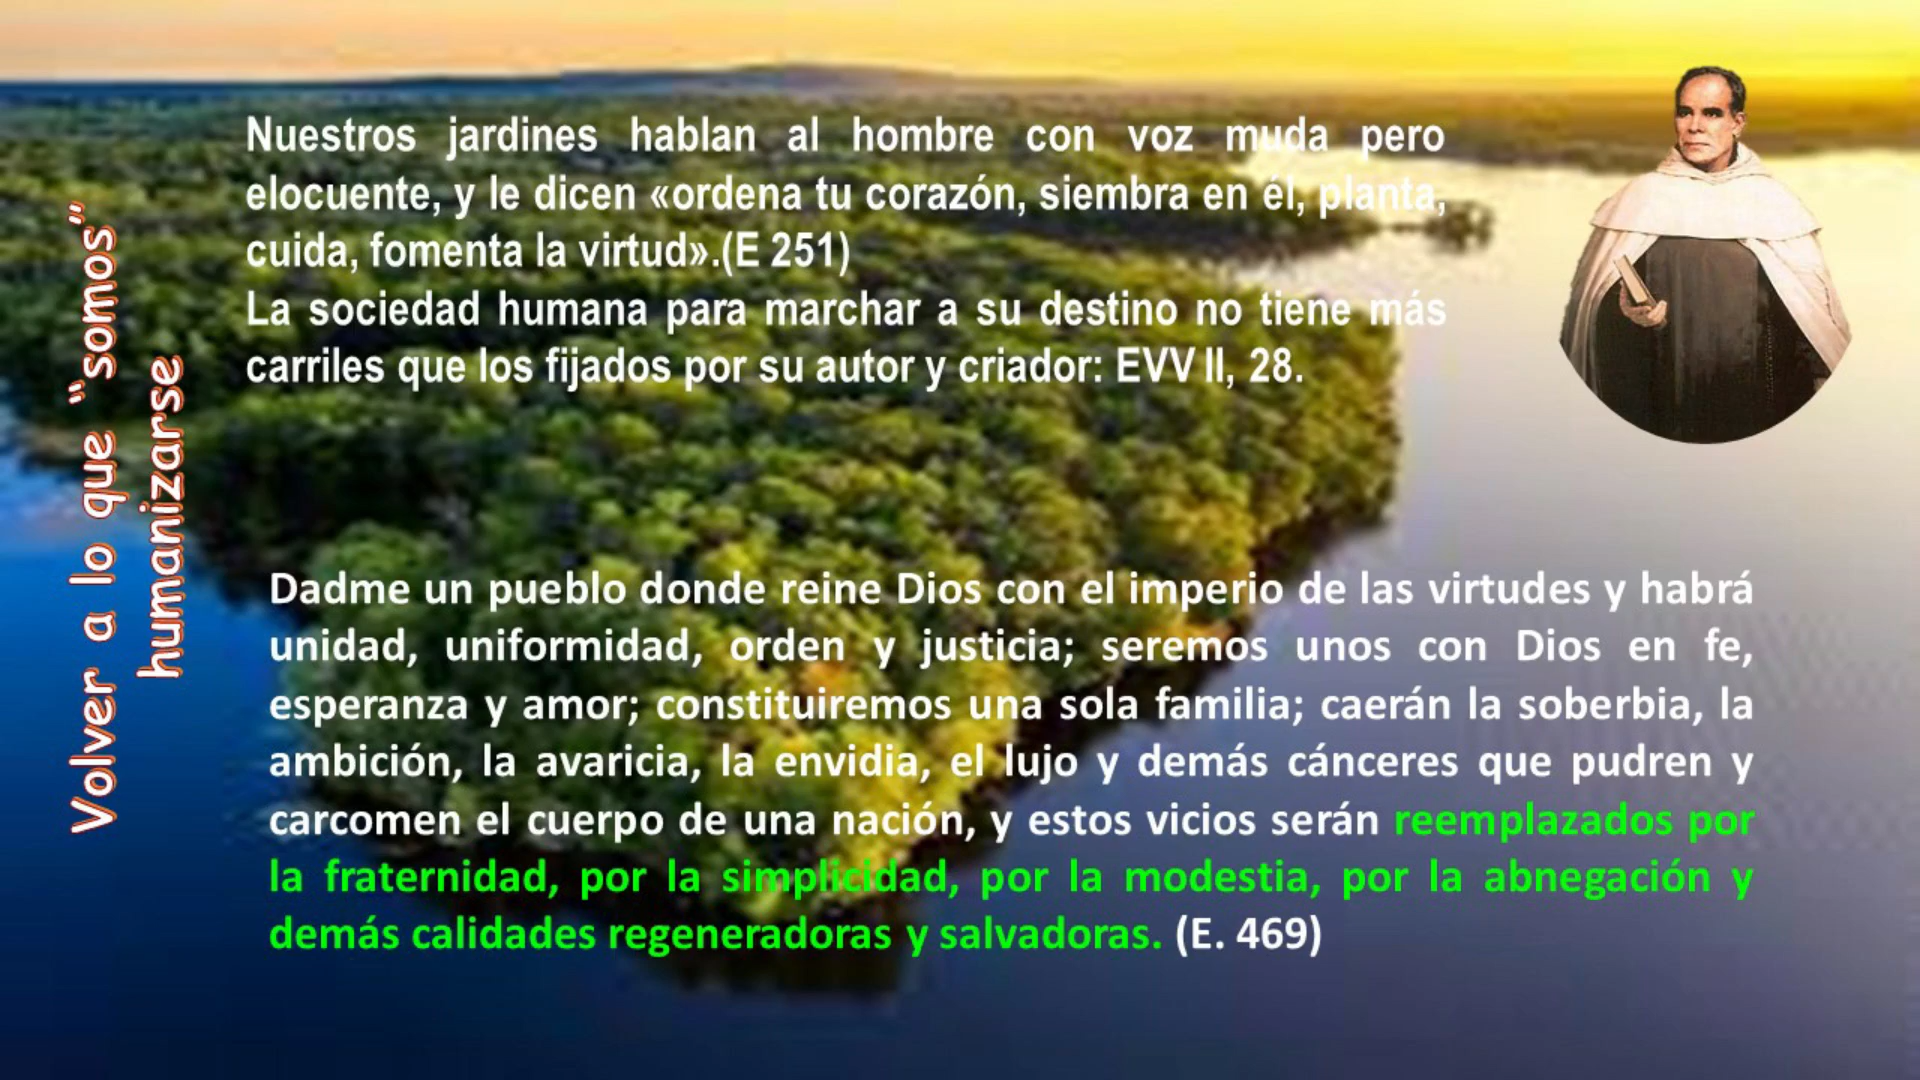 Volver a lo que "somos"
humanizarse
Nuestros jardines hablan al hombre con voz muda pero
elocuente, y le dicen «ordena tu corazón, siembra en él, planta,
cuida, fomenta la virtud».(E 251)
La sociedad humana para marchar a su destino no tiene más
carriles que los fijados por su autor y criador: EVV II, 28.
Dadme un pueblo donde reine Dios con el imperio de las virtudes y habrá
unidad, uniformidad, orden y justicia; seremos unos con Dios en fe,
esperanza y amor; constituiremos una sola familia; caerán la soberbia, la
ambición, la avaricia, la envidia, el lujo y demás cánceres que pudren y
carcomen el cuerpo de una nación, y estos vicios serán reemplazados por
la fraternidad, por la simplicidad, por la modestia, por la abnegación y
demás calidades regeneradoras y salvadoras. (E. 469)